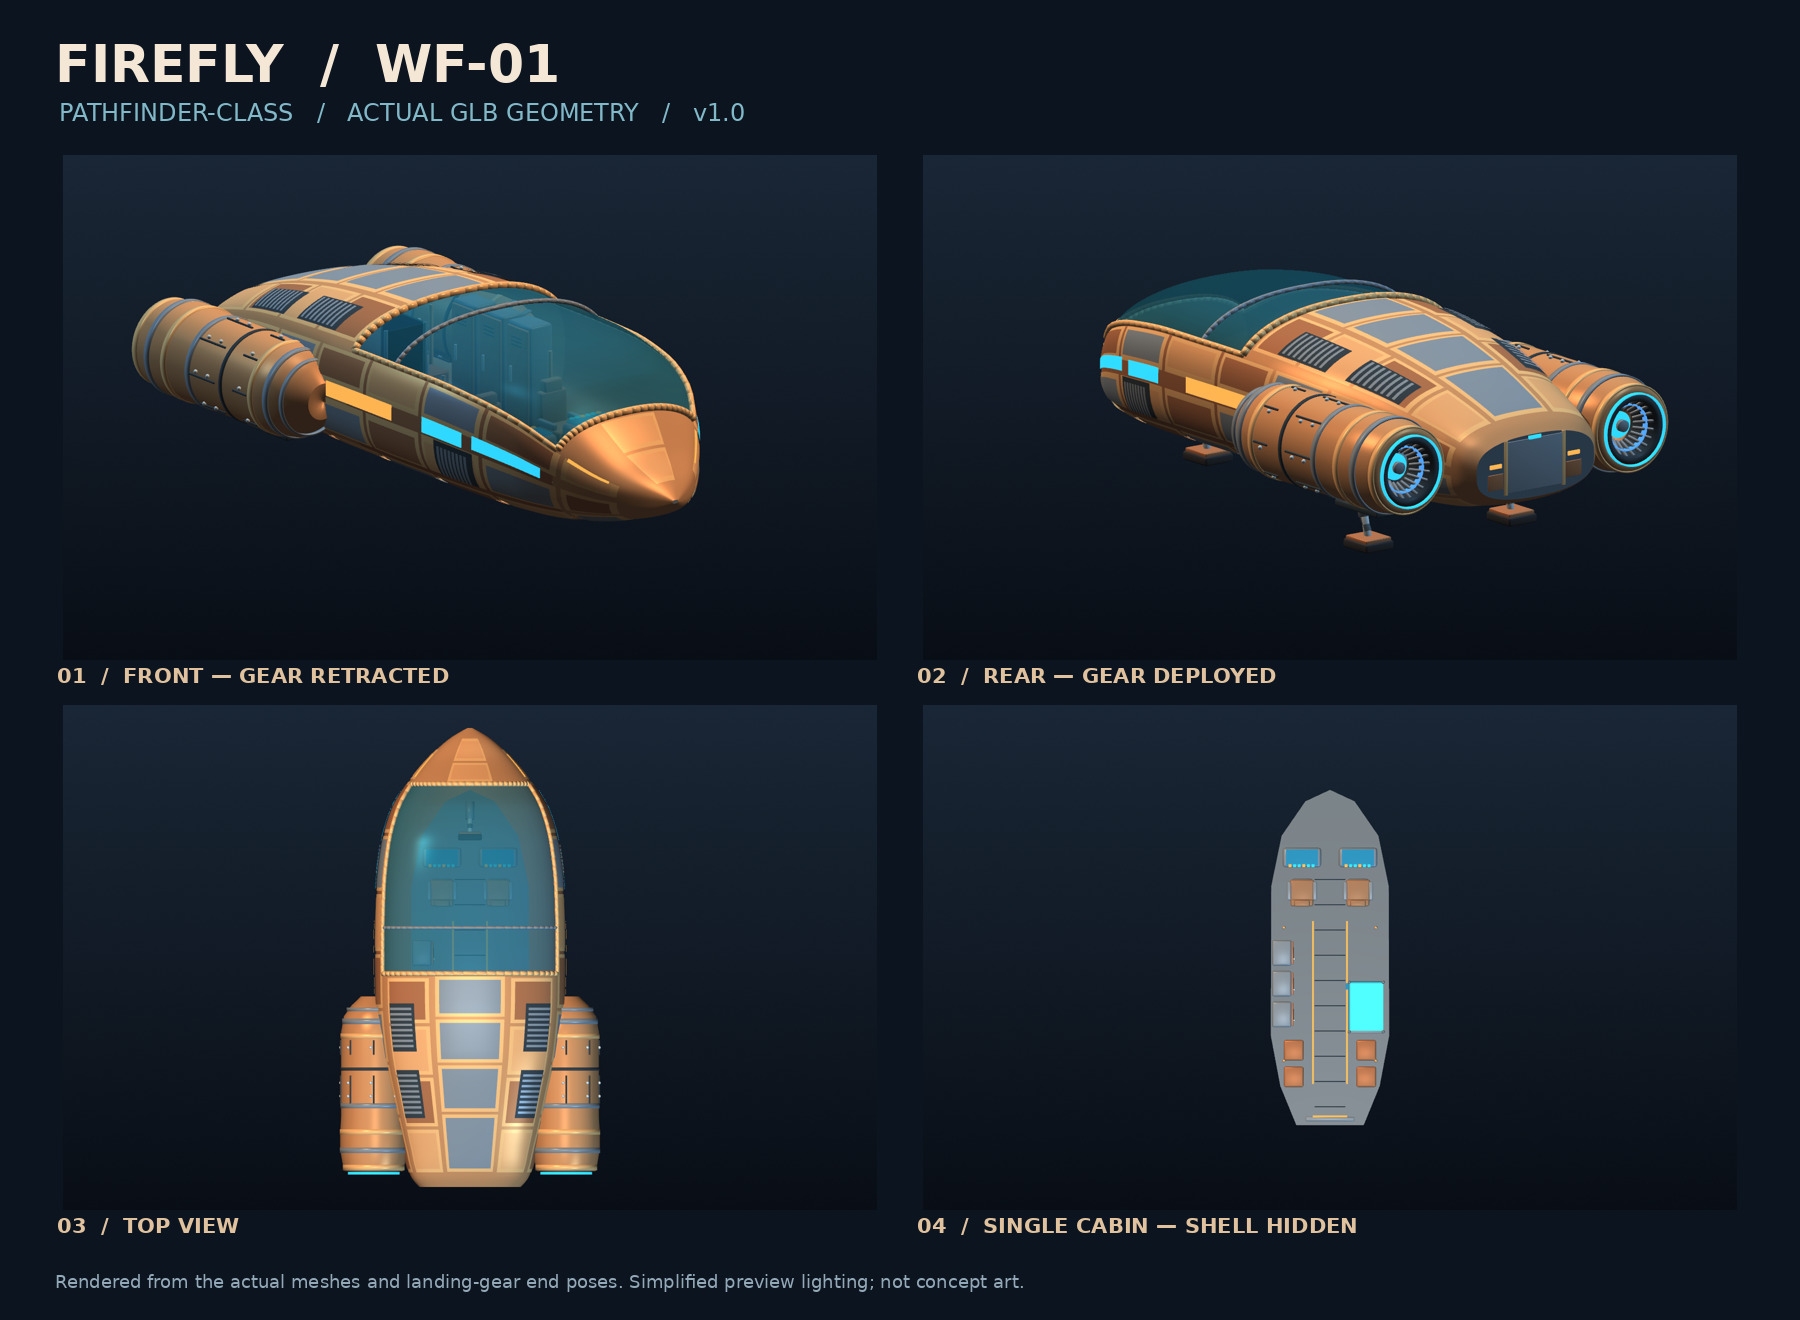 FIREFLY / WF-01
PATHFINDER-CLASS / ACTUAL GLB GEOMETRY / v1.0
01 / FRONT — GEAR RETRACTED
02 / REAR — GEAR DEPLOYED
03 / TOP VIEW
04 / SINGLE CABIN — SHELL HIDDEN
Rendered from the actual meshes and landing-gear end poses. Simplified preview lighting; not concept art.